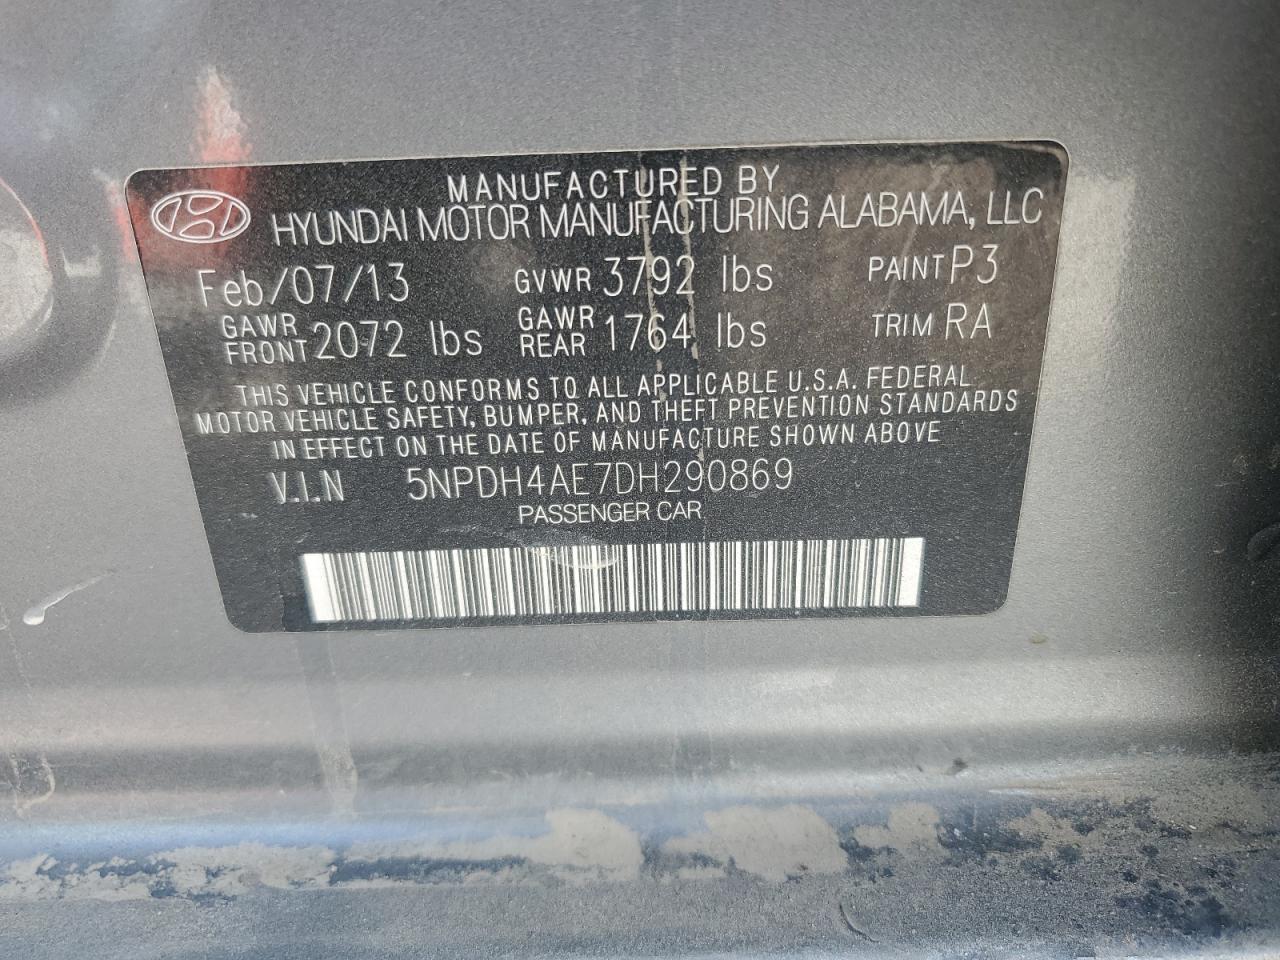 MANUFACTURED BY
HYUNDAI MOTOR MANUFACTURING ALABAMA, LLC
Feb/07/13 GVWR 3792 lbs PAINT P3
GAWR FRONT 2072 lbs GAWR REAR 1764 lbs TRIM RA
THIS VEHICLE CONFORMS TO ALL APPLICABLE U.S.A. FEDERAL
MOTOR VEHICLE SAFETY, BUMPER, AND THEFT PREVENTION STANDARDS
IN EFFECT ON THE DATE OF MANUFACTURE SHOWN ABOVE
V.I.N 5NPDH4AE7DH290869
PASSENGER CAR